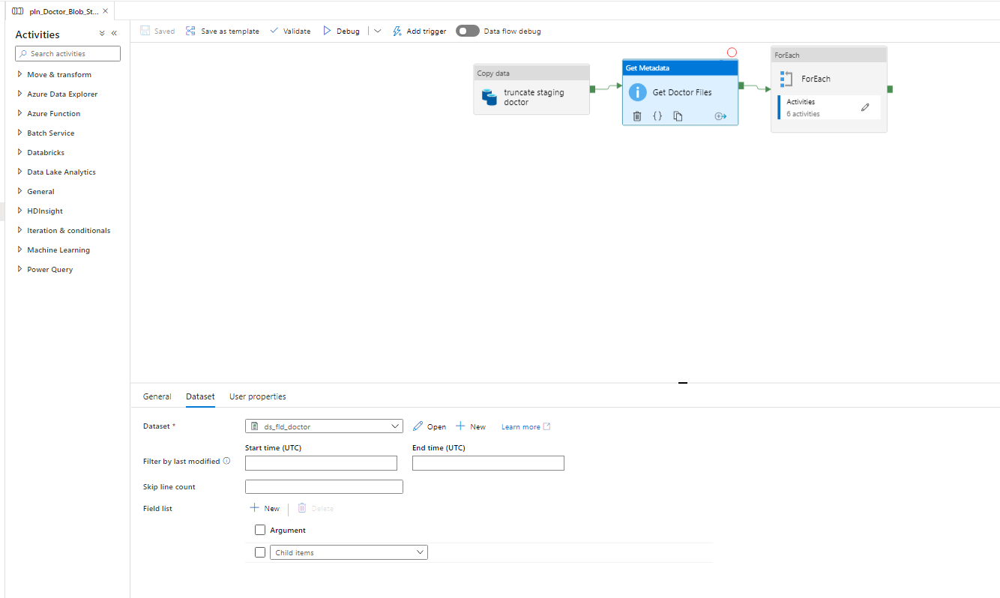 pln_Doctor_Blob_St...
Activities
Search activities
Move & transform
Azure Data Explorer
Azure Function
Batch Service
Databricks
Data Lake Analytics
General
HDInsight
Iteration & conditionals
Machine Learning
Power Query
Saved Save as template Validate Debug Add trigger Data flow debug
Copy data
truncate staging
doctor
Get Metadata
Get Doctor Files
ForEach
ForEach
Activities
6 activities
General Dataset User properties
Dataset * ds_fld_doctor Open New Learn more
Start time (UTC) End time (UTC)
Filter by last modified
Skip line count
Field list New Delete
Argument
Child items